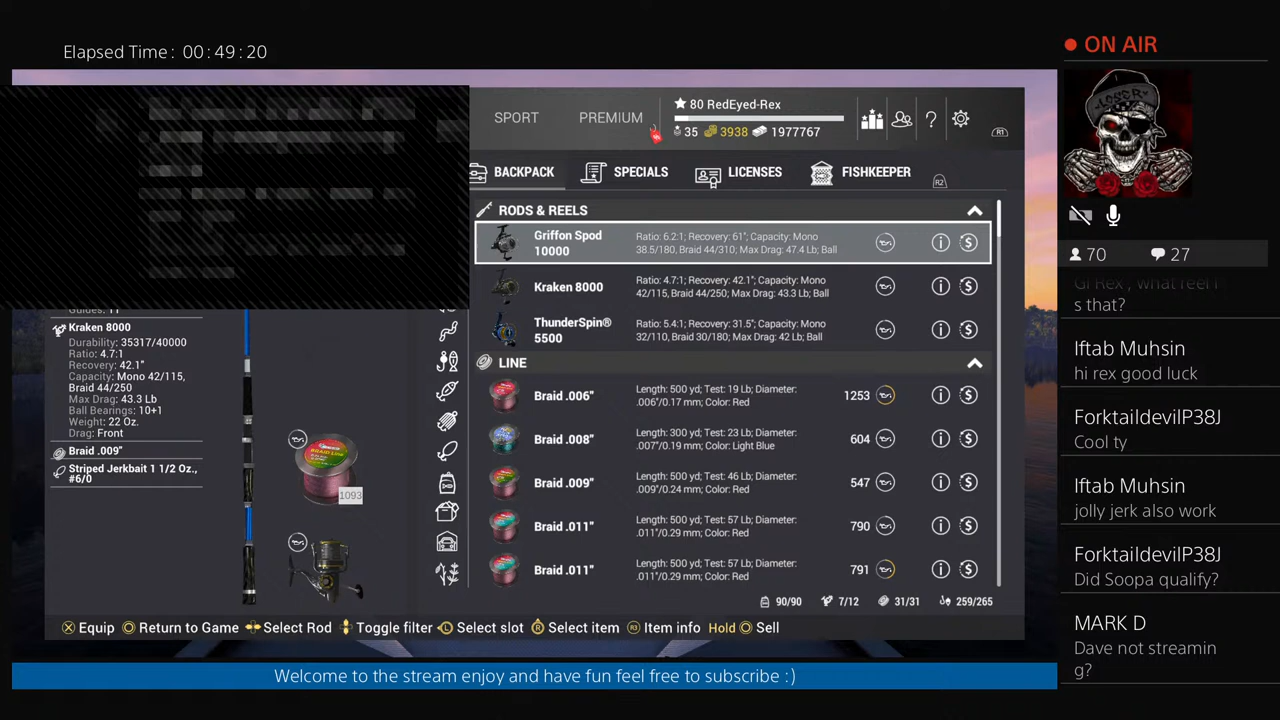 Elapsed Time: 00:49:20
ON AIR
SPORT
PREMIUM
80 RedEyed-Rex
35 3938 1977767
R1
BACKPACK
SPECIALS
LICENSES
FISHKEEPER
R2
RODS & REELS
Griffon Spod
10000
Ratio: 6.2:1; Recovery: 61"; Capacity: Mono
38.5/180, Braid 44/310; Max Drag: 47.4 Lb; Ball
Kraken 8000
Ratio: 4.7:1; Recovery: 42.1"; Capacity: Mono
42/115, Braid 44/250; Max Drag: 43.3 Lb; Ball
ThunderSpin®
5500
Ratio: 5.4:1; Recovery: 31.5"; Capacity: Mono
32/110, Braid 30/180; Max Drag: 42 Lb; Ball
LINE
Braid .006"
Length: 500 yd; Test: 19 Lb; Diameter:
.006"/0.17 mm; Color: Red
1253
Braid .008"
Length: 300 yd; Test: 23 Lb; Diameter:
.007"/0.19 mm; Color: Light Blue
604
Braid .009"
Length: 500 yd; Test: 46 Lb; Diameter:
.009"/0.24 mm; Color: Red
547
Braid .011"
Length: 500 yd; Test: 57 Lb; Diameter:
.011"/0.29 mm; Color: Red
790
Braid .011"
Length: 500 yd; Test: 57 Lb; Diameter:
.011"/0.29 mm; Color: Red
791
90/90 7/12 31/31 259/265
Kraken 8000
Durability: 35317/40000
Ratio: 4.7:1
Recovery: 42.1"
Capacity: Mono 42/115,
Braid 44/250
Max Drag: 43.3 Lb
Ball Bearings: 10+1
Weight: 22 Oz.
Drag: Front
Braid .009"
Striped Jerkbait 1 1/2 Oz.,
#6/0
BRAID LINE
1093
Equip Return to Game Select Rod Toggle filter L Select slot R Select item R3 Item info Hold Sell
Welcome to the stream enjoy and have fun feel free to subscribe :)
LOSER
70 27
s that?
Iftab Muhsin
hi rex good luck
ForktaildevilP38J
Cool ty
Iftab Muhsin
jolly jerk also work
ForktaildevilP38J
Did Soopa qualify?
MARK D
Dave not streamin
g?